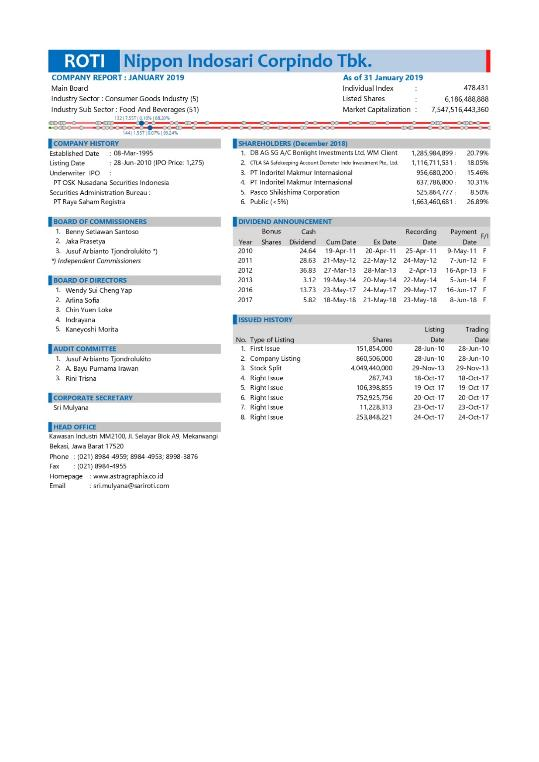 ROTI Nippon Indosari Corpindo Tbk.
COMPANY REPORT : JANUARY 2019 As of 31 January 2019
Main Board Individual Index : 478.431
Industry Sector : Consumer Goods Industry (5) Listed Shares : 6,186,488,888
Industry Sub Sector : Food And Beverages (51) Market Capitalization : 7,547,516,443,360
COMPANY HISTORY
Established Date : 08-Mar-1995
Listing Date : 28-Jun-2010 (IPO Price: 1,275)
Underwriter IPO :
PT OSK Nusadana Securities Indonesia
Securities Administration Bureau :
PT Raya Saham Registra
BOARD OF COMMISSIONERS
1. Benny Setiawan Santoso
2. Jaka Prasetya
3. Jusuf Arbianto Tjondrolukito *)
*) Independent Commissioners
BOARD OF DIRECTORS
1. Wendy Sui Cheng Yap
2. Arlina Sofia
3. Chin Yuen Loke
4. Indrayana
5. Kaneyoshi Morita
AUDIT COMMITTEE
1. Jusuf Arbianto Tjondrolukito
2. A. Bayu Purnama Irawan
3. Rini Trisna
CORPORATE SECRETARY
Sri Mulyana
HEAD OFFICE
Kawasan Industri MM2100, Jl. Selayar Blok A9, Mekarwangi
Bekasi, Jawa Barat 17520
Phone : (021) 8984-4959; 8984-4953; 8998-3876
Fax : (021) 8984-4955
Homepage : www.astragraphia.co.id
Email : sri.mulyana@sariroti.com
SHAREHOLDERS (December 2018)
1. DB AG SG A/C Bonlight Investments Ltd, WM Client 1,285,984,899 : 20.79%
2. CTLA SA Safekeeping Account Demeter Indo Investment Pte, Ltd. 1,116,711,531 : 18.05%
3. PT Indoritel Makmur Internasional 956,680,200 : 15.46%
4. PT Indoritel Makmur Internasional 637,786,800 : 10.31%
5. Pasco Shikishima Corporation 525,864,777 : 8.50%
6. Public (<5%) 1,663,460,681 : 26.89%
DIVIDEND ANNOUNCEMENT
Bonus Cash Recording Payment F/I
Year Shares Dividend Cum Date Ex Date Date Date
2010 24.64 19-Apr-11 20-Apr-11 25-Apr-11 9-May-11 F
2011 28.63 21-May-12 22-May-12 24-May-12 7-Jun-12 F
2012 36.83 27-Mar-13 28-Mar-13 2-Apr-13 16-Apr-13 F
2013 3.12 19-May-14 20-May-14 22-May-14 5-Jun-14 F
2016 13.73 23-May-17 24-May-17 29-May-17 16-Jun-17 F
2017 5.82 18-May-18 21-May-18 23-May-18 8-Jun-18 F
ISSUED HISTORY
Listing Trading
No. Type of Listing Shares Date Date
1. First Issue 151,854,000 28-Jun-10 28-Jun-10
2. Company Listing 860,506,000 28-Jun-10 28-Jun-10
3. Stock Split 4,049,440,000 29-Nov-13 29-Nov-13
4. Right Issue 287,743 18-Oct-17 18-Oct-17
5. Right Issue 106,398,855 19-Oct-17 19-Oct-17
6. Right Issue 752,925,756 20-Oct-17 20-Oct-17
7. Right Issue 11,228,313 23-Oct-17 23-Oct-17
8. Right Issue 253,848,221 24-Oct-17 24-Oct-17